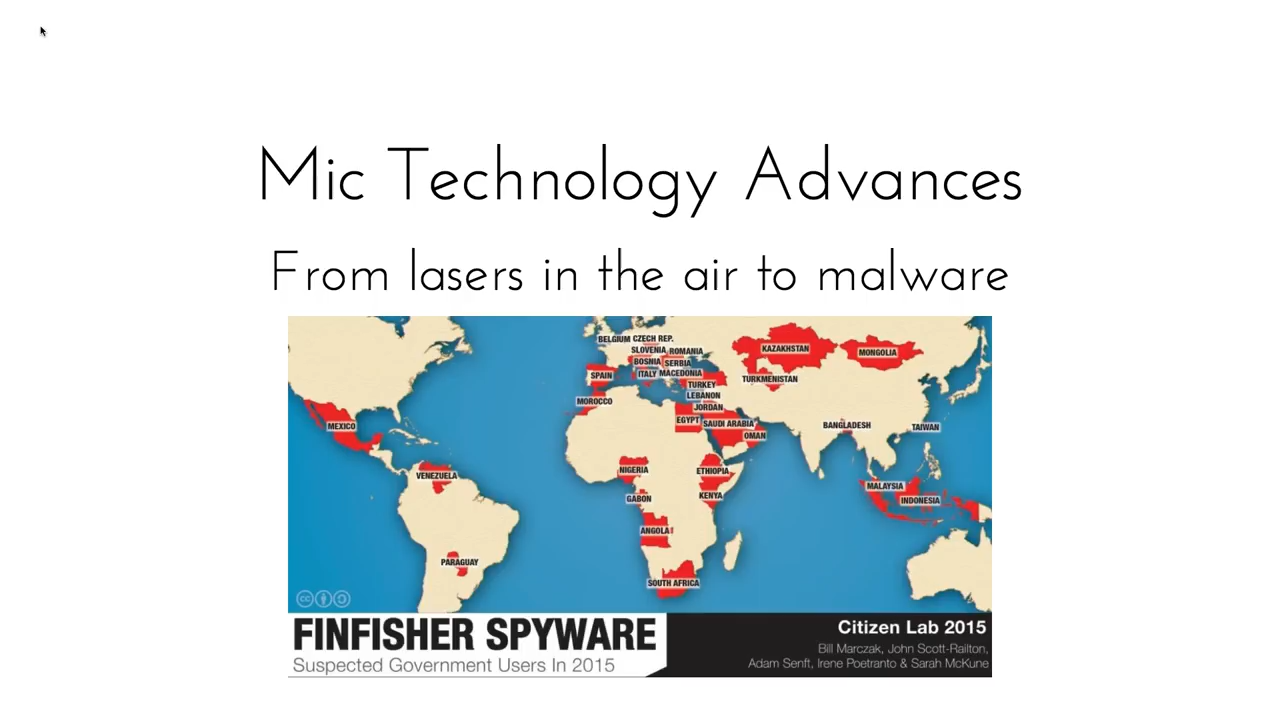 Mic Technology Advances
From lasers in the air to malware
BELGIUM CZECH REP.
SLOVENIA ROMANIA
BOSNIA SERBIA
ITALY MACEDONIA
SPAIN
TURKEY
LEBANON
MOROCCO
JORDAN
EGYPT SAUDI ARABIA
OMAN
KAZAKHSTAN
MONGOLIA
TURKMENISTAN
BANGLADESH
TAIWAN
MEXICO
VENEZUELA
NIGERIA
ETHIOPIA
GABON
KENYA
MALAYSIA
INDONESIA
ANGOLA
PARAGUAY
SOUTH AFRICA
cc
FINFISHER SPYWARE
Suspected Government Users In 2015
Citizen Lab 2015
Bill Marczak, John Scott-Railton,
Adam Senft, Irene Poetranto & Sarah McKune